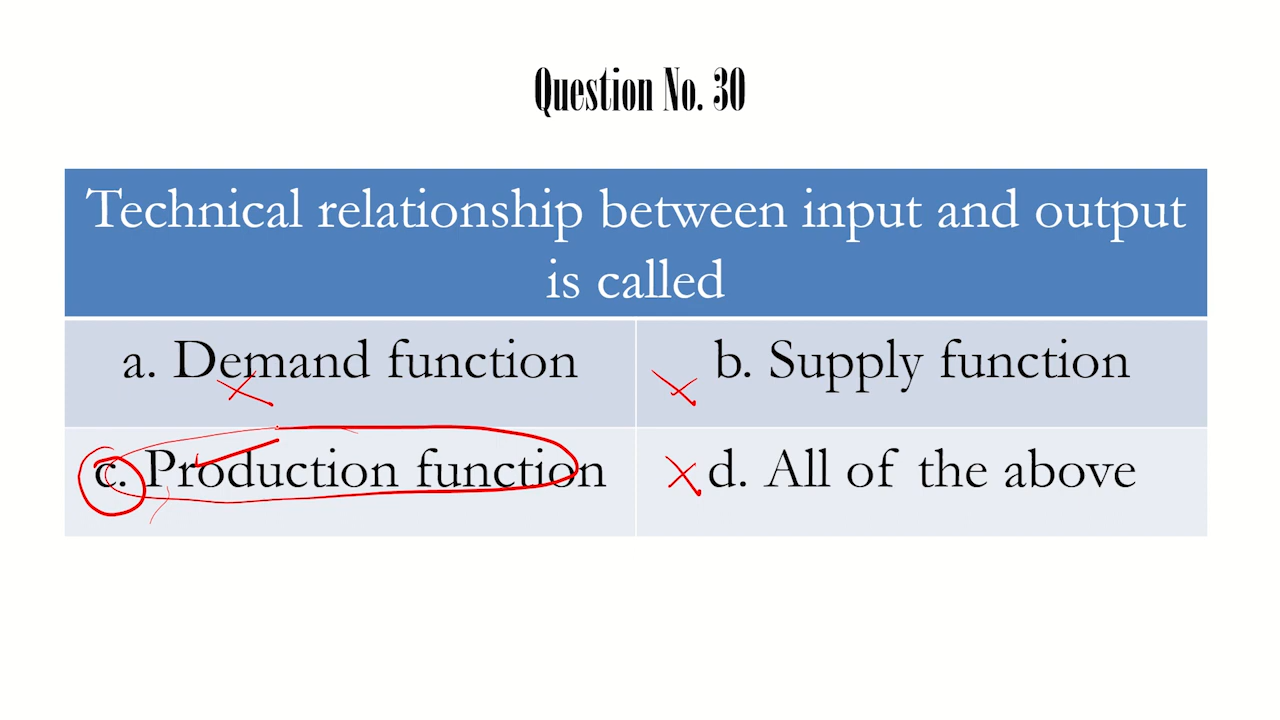 Question No. 30
Technical relationship between input and output
is called
a. Demand function
b. Supply function
c. Production function
d. All of the above